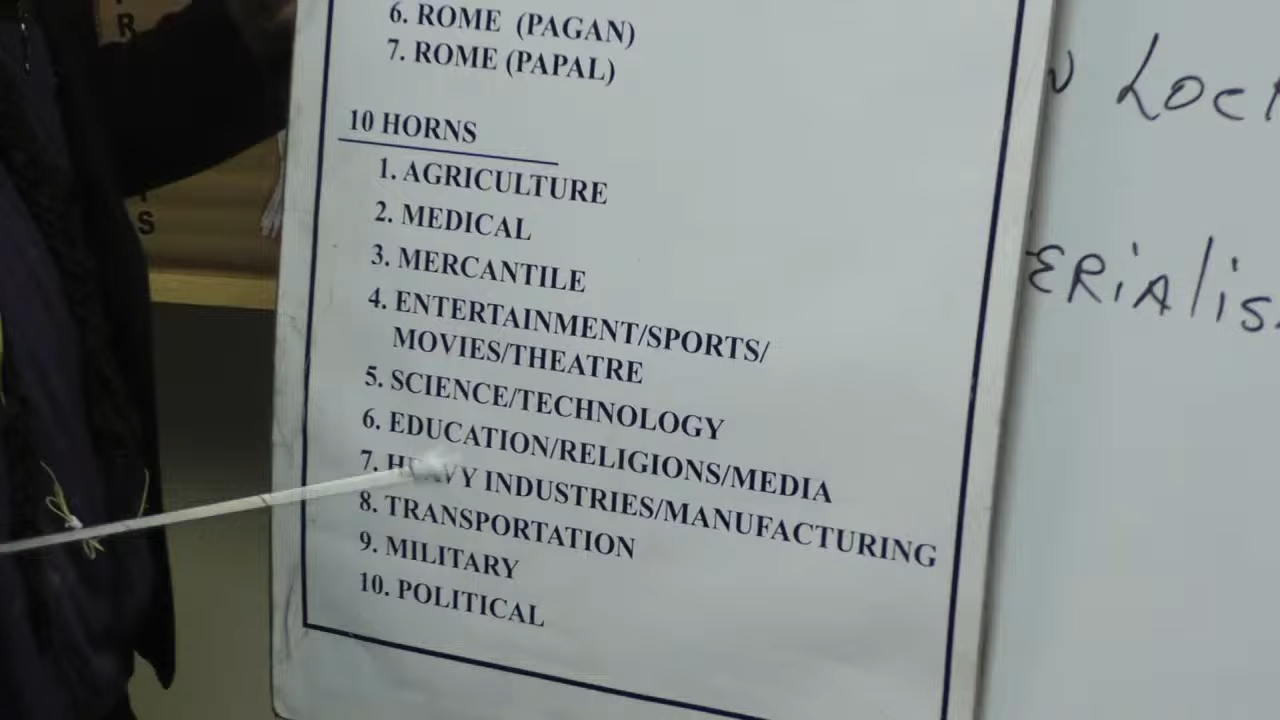 6. ROME (PAGAN)
7. ROME (PAPAL)
10 HORNS
1. AGRICULTURE
2. MEDICAL
3. MERCANTILE
4. ENTERTAINMENT/SPORTS/
MOVIES/THEATRE
5. SCIENCE/TECHNOLOGY
6. EDUCATION/RELIGIONS/MEDIA
7. HEAVY INDUSTRIES/MANUFACTURING
8. TRANSPORTATION
9. MILITARY
10. POLITICAL